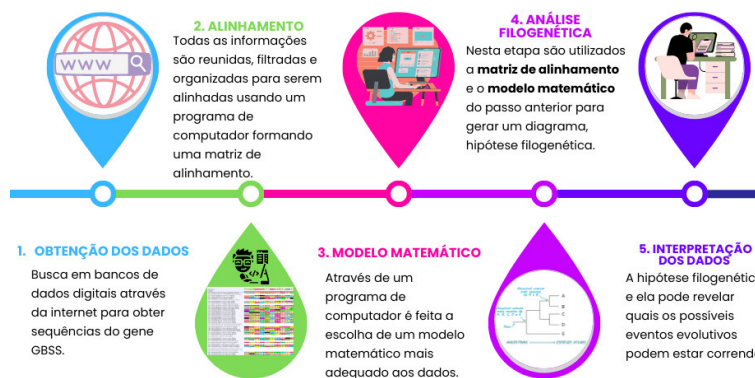 2. ALINHAMENTO
Todas as informações
são reunidas, filtradas e
organizadas para serem
alinhadas usando um
programa de
computador formando
uma matriz de
alinhamento.
4. ANÁLISE
FILOGENÉTICA
Nesta etapa são utilizados
a matriz de alinhamento
e o modelo matemático
do passo anterior para
gerar um diagrama,
hipótese filogenética.
WWW
1. OBTENÇÃO DOS DADOS
Busca em bancos de
dados digitais através
da internet para obter
sequências do gene
GBSS.
3. MODELO MATEMÁTICO
Através de um
programa de
computador é feita a
escolha de um modelo
matemático mais
adequado aos dados.
A
B
C
D
E
5. INTERPRETAÇÃO
DOS DADOS
A hipótese filogenétic
e ela pode revelar
quais os possíveis
eventos evolutivos
podem estar corrend